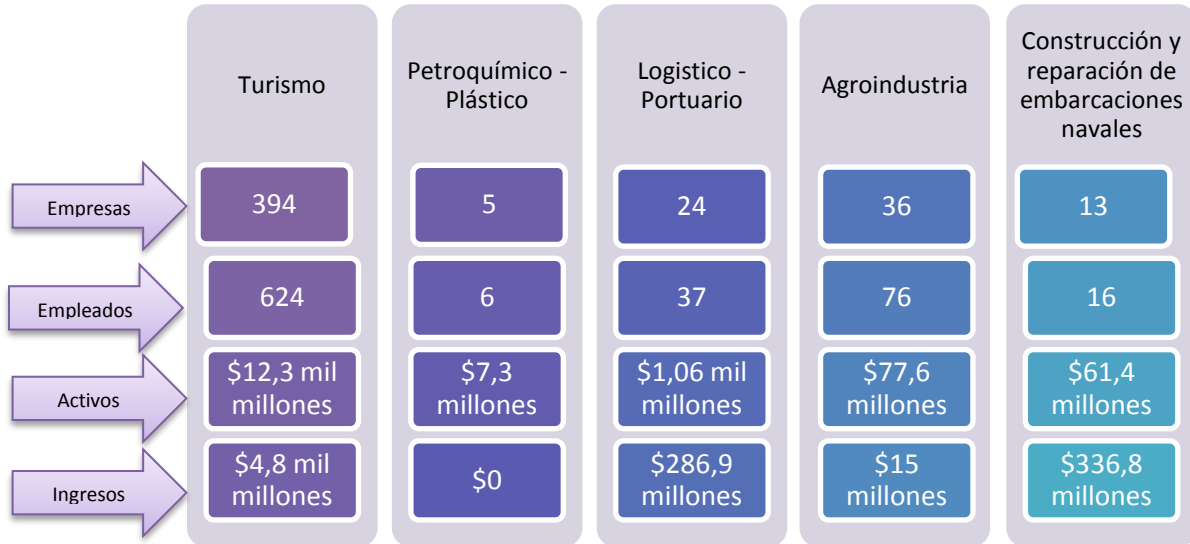 Turismo
Petroquímico -
Plástico
Logistico -
Portuario
Agroindustria
Construcción y
reparación de
embarcaciones
navales
Empresas
394
5
24
36
13
Empleados
624
6
37
76
16
Activos
$12,3 mil
millones
$7,3
millones
$1,06 mil
millones
$77,6
millones
$61,4
millones
Ingresos
$4,8 mil
millones
$0
$286,9
millones
$15
millones
$336,8
millones